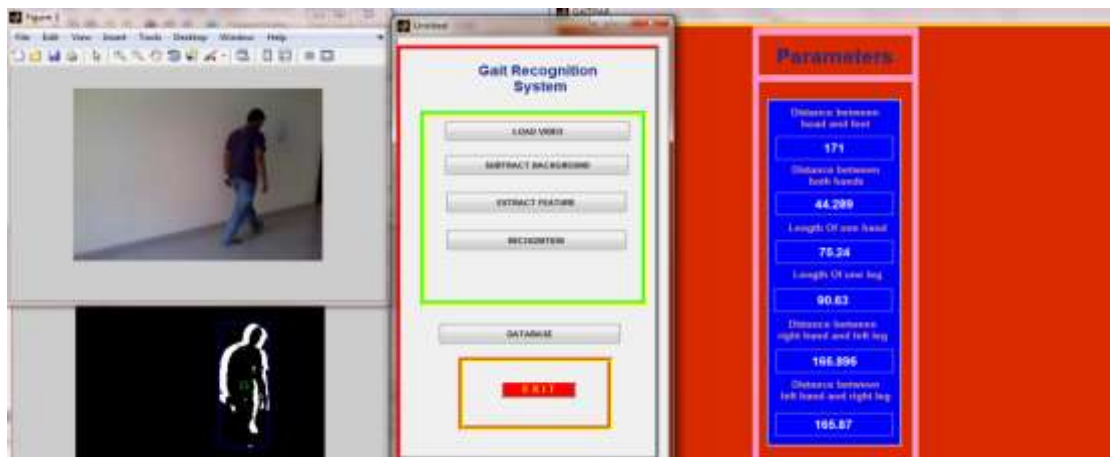 Figure 1
File Edit View Insert Tools Desktop Window Help
Untitled
Gait Recognition
System
LOAD VIDEO
SUBTRACT BACKGROUND
EXTRACT FEATURE
RECOGNITION
DATABASE
EXIT
Parameters
Distance between
head and feet
171
Distance between
both hands
44.289
Length Of one hand
75.24
Length Of one leg
90.63
Distance between
right hand and left leg
166.896
Distance between
left hand and right leg
165.87